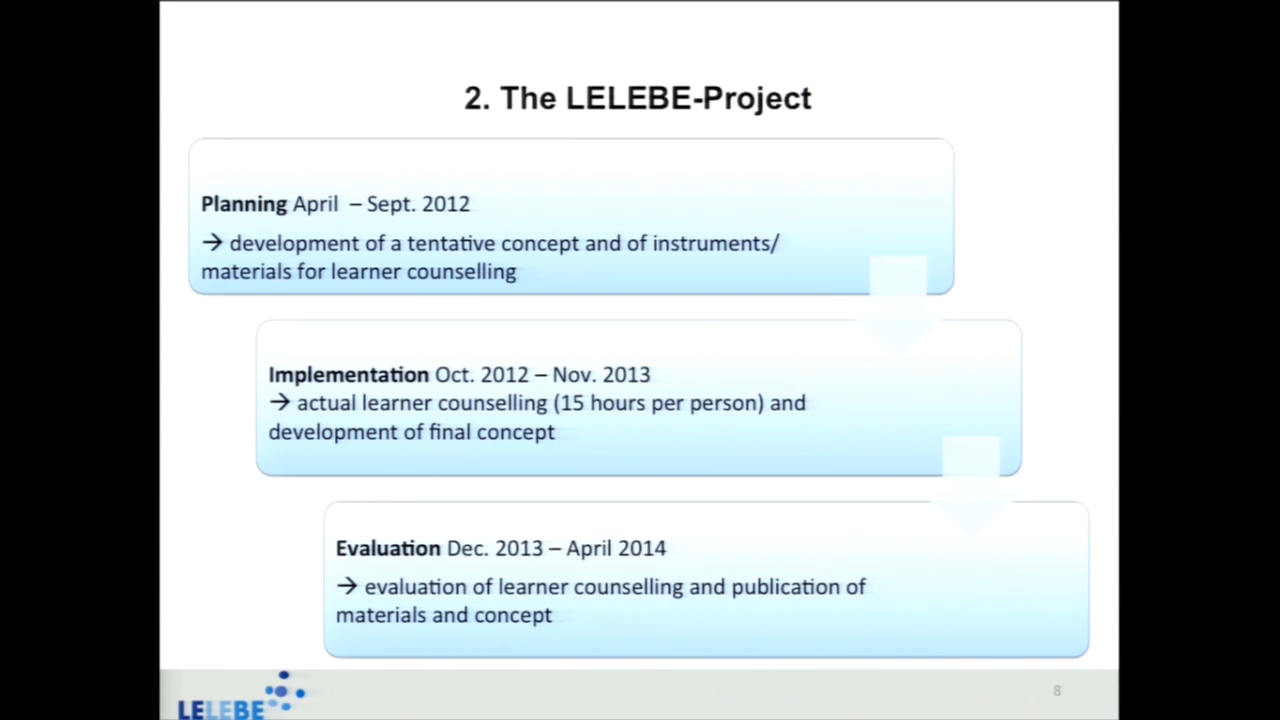 2. The LELEBE-Project
Planning April – Sept. 2012
→ development of a tentative concept and of instruments/
materials for learner counselling
Implementation Oct. 2012 – Nov. 2013
→ actual learner counselling (15 hours per person) and
development of final concept
Evaluation Dec. 2013 – April 2014
→ evaluation of learner counselling and publication of
materials and concept
LELEBE
8